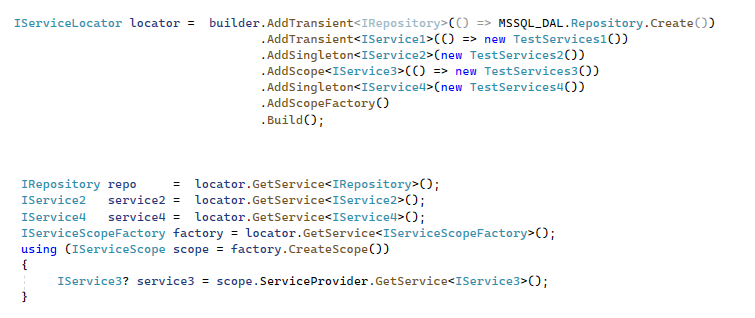 IServiceLocator locator =  builder.AddTransient<IRepository>(() => MSSQL_DAL.Repository.Create())
.AddTransient<IService1>(() => new TestServices1())
.AddSingleton<IService2>(new TestServices2())
.AddScope<IService3>(() => new TestServices3())
.AddSingleton<IService4>(new TestServices4())
.AddScopeFactory()
.Build();
IRepository repo     =  locator.GetService<IRepository>();
IService2   service2 =  locator.GetService<IService2>();
IService4   service4 =  locator.GetService<IService4>();
IServiceScopeFactory factory = locator.GetService<IServiceScopeFactory>();
using (IServiceScope scope = factory.CreateScope())
{
IService3? service3 = scope.ServiceProvider.GetService<IService3>();
}